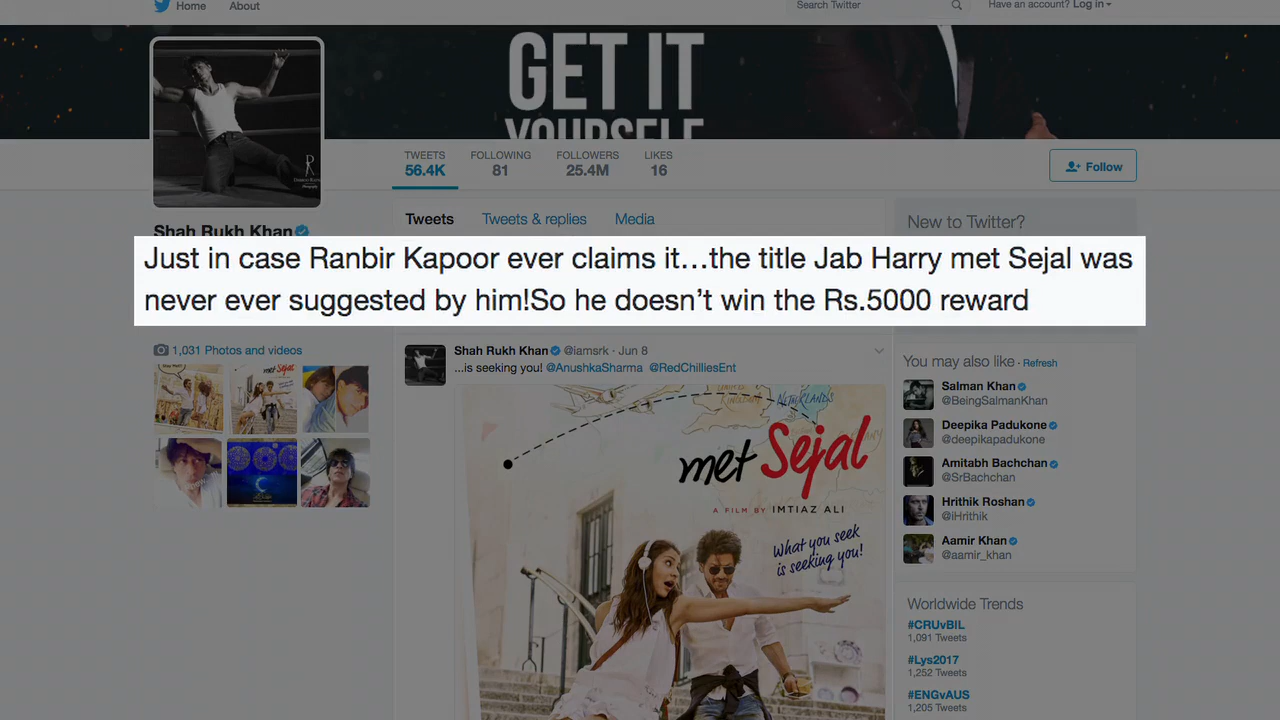 Home About
Search Twitter
Have an account? Log in
GET IT
YOURSELF
TWEETS FOLLOWING FOLLOWERS LIKES
56.4K 81 25.4M 16
Follow
Tweets Tweets & replies Media
New to Twitter?
Shah Rukh Khan
Just in case Ranbir Kapoor ever claims it…the title Jab Harry met Sejal was
never ever suggested by him!So he doesn’t win the Rs.5000 reward
1,031 Photos and videos
Shah Rukh Khan @iamsrk · Jun 8
...is seeking you! @AnushkaSharma @RedChilliesEnt
met Sejal
A FILM BY IMTIAZ ALI
What you seek
is seeking you!
NETHERLANDS
met Sejal
You may also like · Refresh
Salman Khan
@BeingSalmanKhan
Deepika Padukone
@deepikapadukone
Amitabh Bachchan
@SrBachchan
Hrithik Roshan
@iHrithik
Aamir Khan
@aamir_khan
Worldwide Trends
#CRUvBIL
1,091 Tweets
#Lys2017
1,252 Tweets
#ENGvAUS
1,205 Tweets